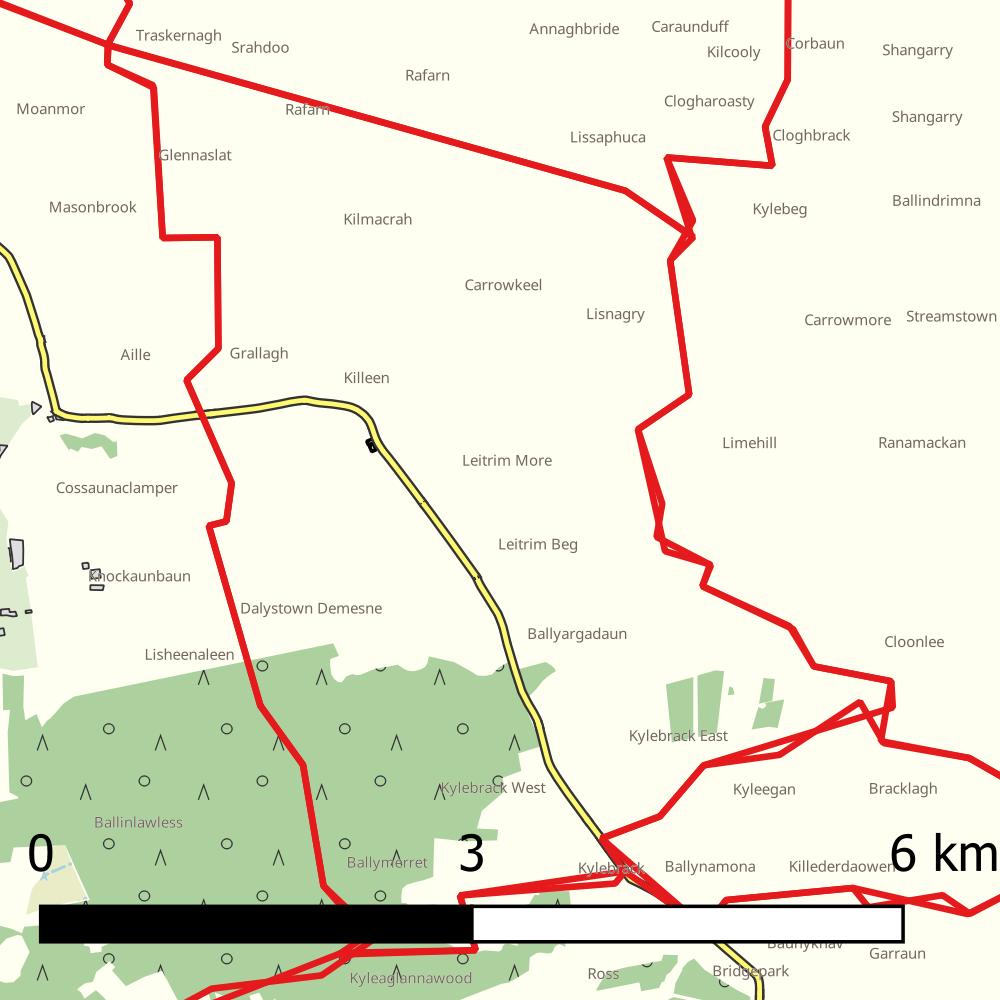 Annaghbride
Caraunduff
Traskernagh
Srahdoo
Kilcooly
Corbaun
Shangarry
Rafarn
Clogharoasty
Moanmor
Rafarn
Shangarry
Lissaphuca
Cloghbrack
Glennaslat
Ballindrimna
Masonbrook
Kylebeg
Kilmacrah
Carrowkeel
Lisnagry
Carrowmore
Streamstown
Aille
Grallagh
Killeen
Limehill
Ranamackan
Leitrim More
Cossaunaclamper
Leitrim Beg
Knockaunbaun
Dalystown Demesne
Ballyargadaun
Cloonlee
Lisheenaleen
Kylebrack East
Kylebrack West
Kyleegan
Bracklagh
Ballinlawless
0
3
6 km
Ballymerret
Kylebrack
Ballynamona
Killederdaowen
Garraun
Ross
Bridgepark
Kyleaglannawood